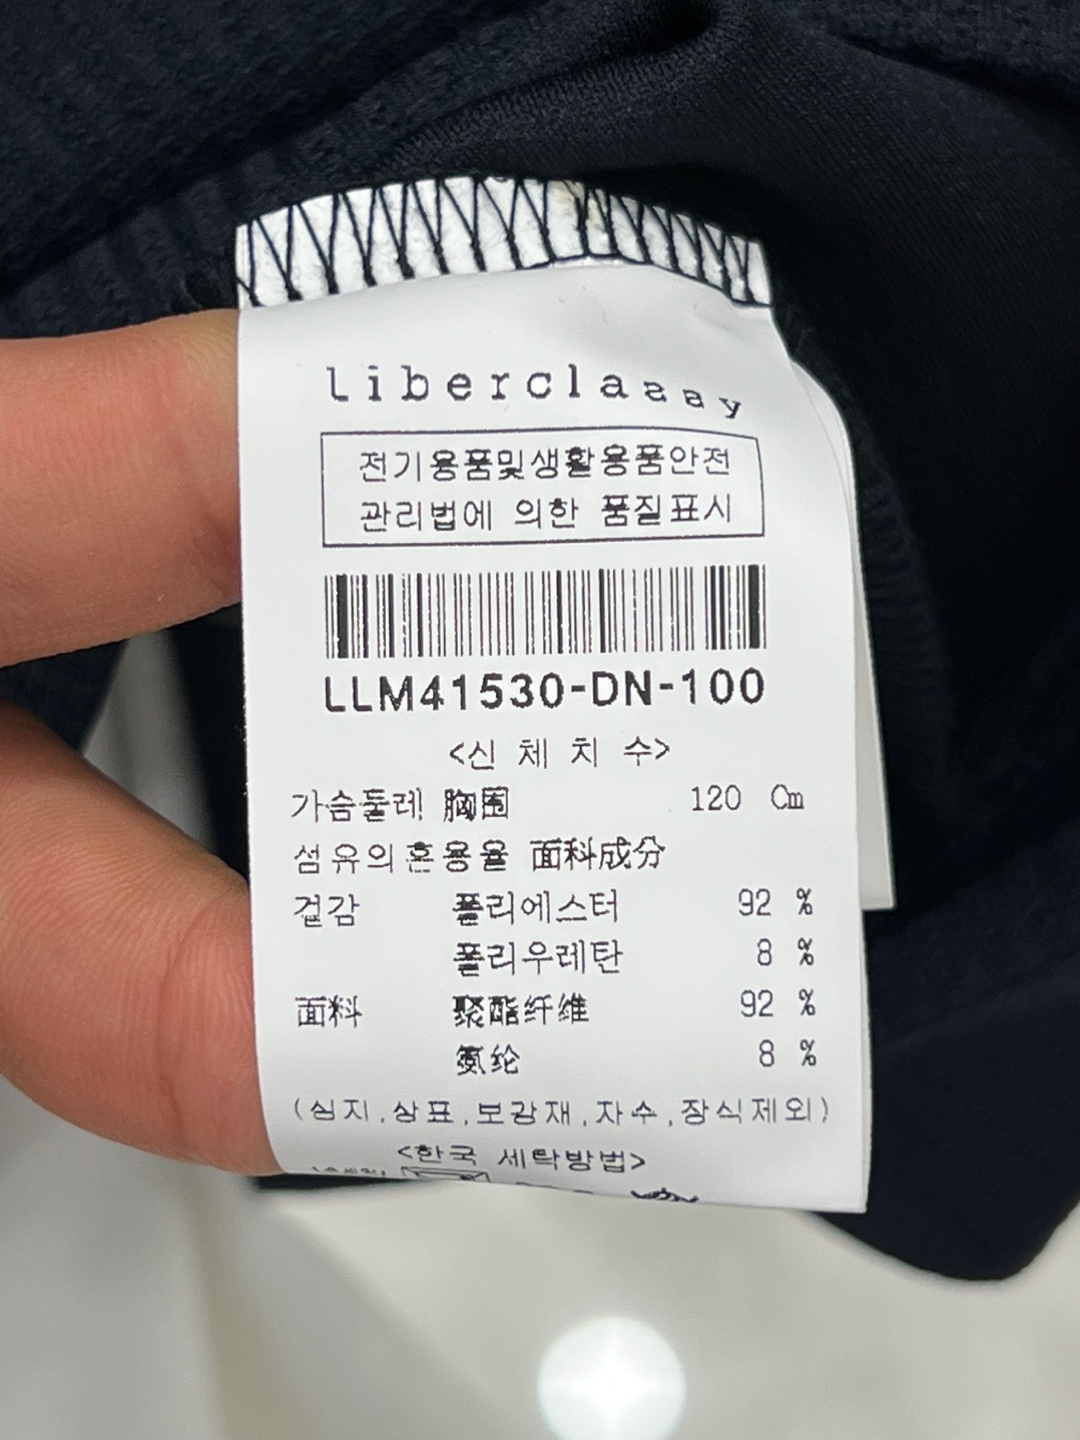 Liberclassy
전기용품및생활용품안전
관리법에 의한 품질표시
LLM41530-DN-100
<신 체 치 수>
가슴둘레 胸围 120 Cm
섬유의혼용율 面料成分
겉감 폴리에스터 92 %
폴리우레탄 8 %
面料 聚酯纤维 92 %
氨纶 8 %
(심지,상표,보강재,자수,장식제외)
<한국 세탁방법>